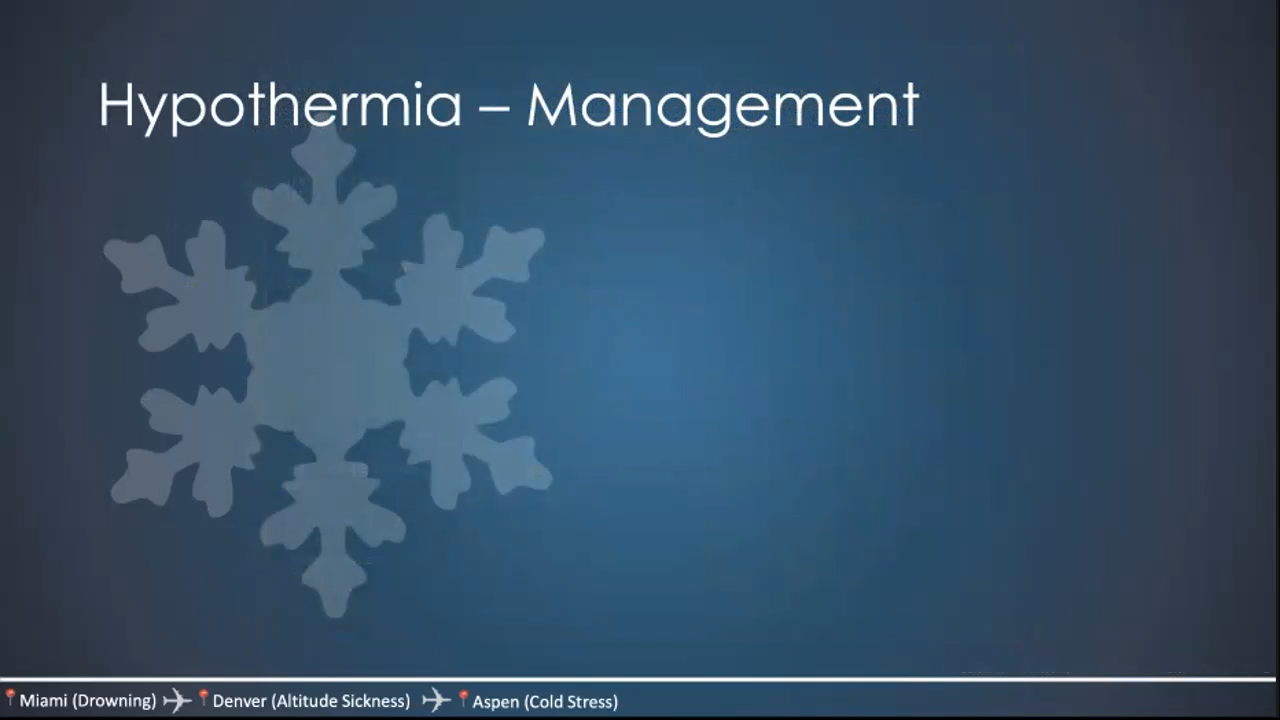 Hypothermia – Management
Miami (Drowning) Denver (Altitude Sickness) Aspen (Cold Stress)